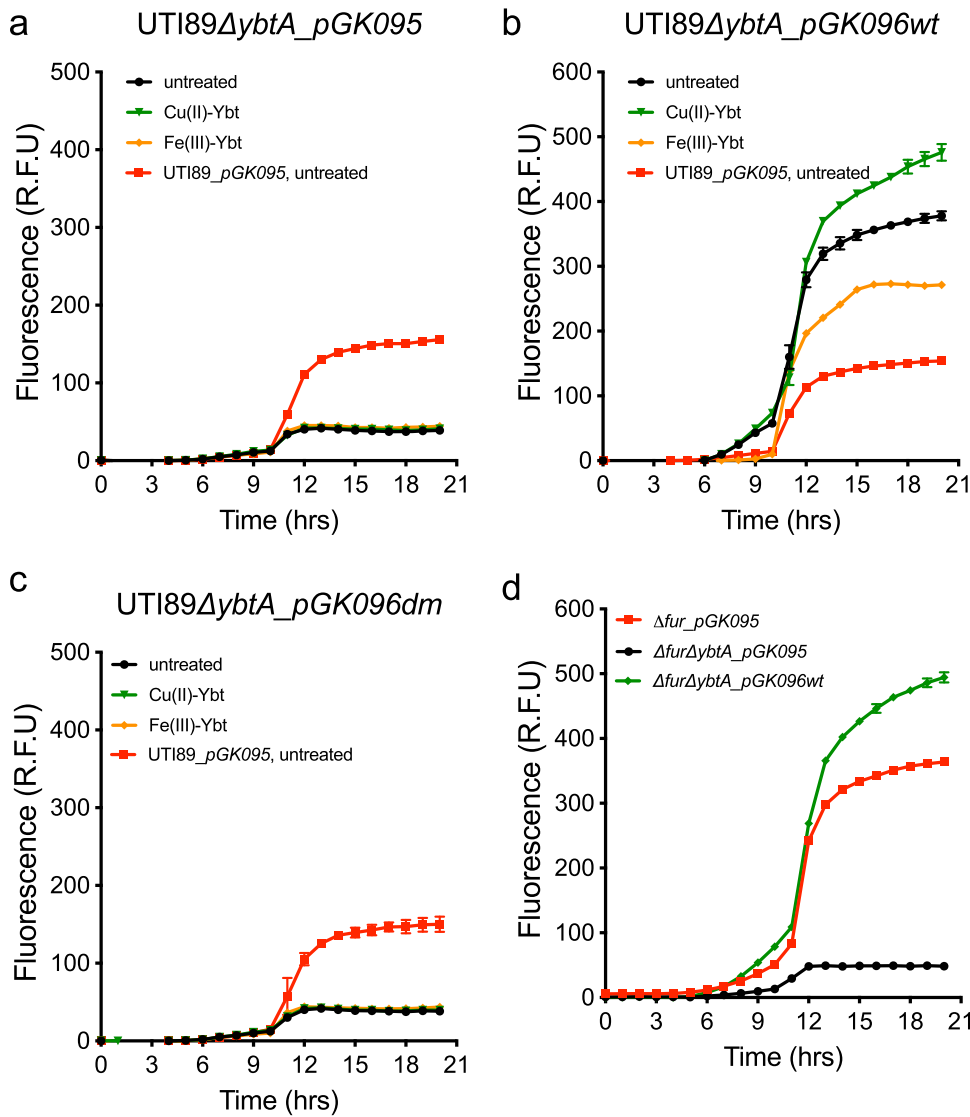 a
UTI89ΔybtA_pGK095
500
400
300
200
100
0
Fluorescence (R.F.U)
untreated
Cu(II)-Ybt
Fe(III)-Ybt
UTI89_pGK095, untreated
0 3 6 9 12 15 18 21
Time (hrs)
b
UTI89ΔybtA_pGK096wt
600
500
400
300
200
100
0
Fluorescence (R.F.U)
untreated
Cu(II)-Ybt
Fe(III)-Ybt
UTI89_pGK095, untreated
0 3 6 9 12 15 18 21
Time (hrs)
c
UTI89ΔybtA_pGK096dm
500
400
300
200
100
0
Fluorescence (R.F.U)
untreated
Cu(II)-Ybt
Fe(III)-Ybt
UTI89_pGK095, untreated
0 3 6 9 12 15 18 21
Time (hrs)
d
600
500
400
300
200
100
0
Fluorescence (R.F.U)
Δfur_pGK095
ΔfurΔybtA_pGK095
ΔfurΔybtA_pGK096wt
0 3 6 9 12 15 18 21
Time (hrs)